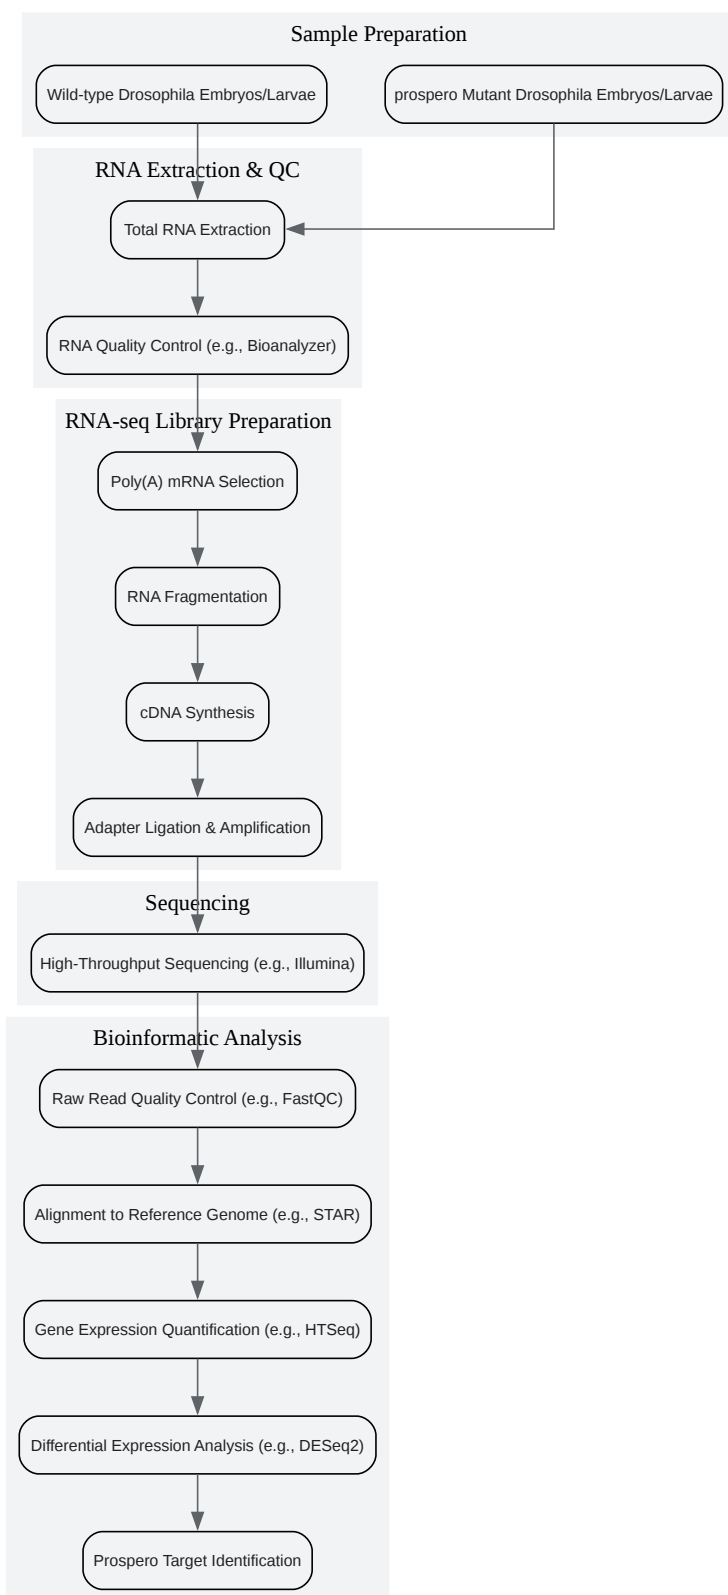 Sample Preparation
Wild-type Drosophila Embryos/Larvae
prospero Mutant Drosophila Embryos/Larvae
RNA Extraction & QC
Total RNA Extraction
RNA Quality Control (e.g., Bioanalyzer)
RNA-seq Library Preparation
Poly(A) mRNA Selection
RNA Fragmentation
cDNA Synthesis
Adapter Ligation & Amplification
Sequencing
High-Throughput Sequencing (e.g., Illumina)
Bioinformatic Analysis
Raw Read Quality Control (e.g., FastQC)
Alignment to Reference Genome (e.g., STAR)
Gene Expression Quantification (e.g., HTSeq)
Differential Expression Analysis (e.g., DESeq2)
Prospero Target Identification